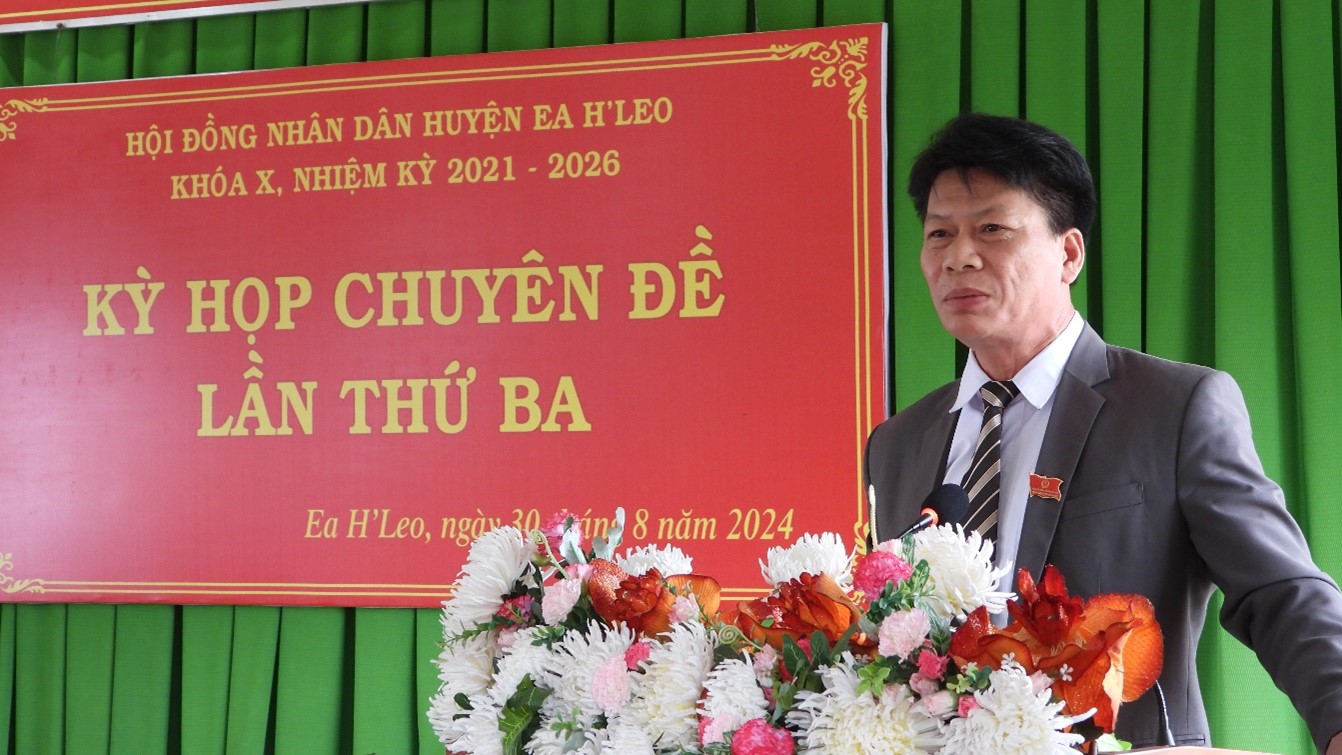 HỘI ĐỒNG NHÂN DÂN HUYỆN EA H'LEO
KHÓA X, NHIỆM KỲ 2021 - 2026
KỲ HỌP CHUYÊN ĐỀ
LẦN THỨ BA
Ea H'Leo, ngày 30 tháng 8 năm 2024